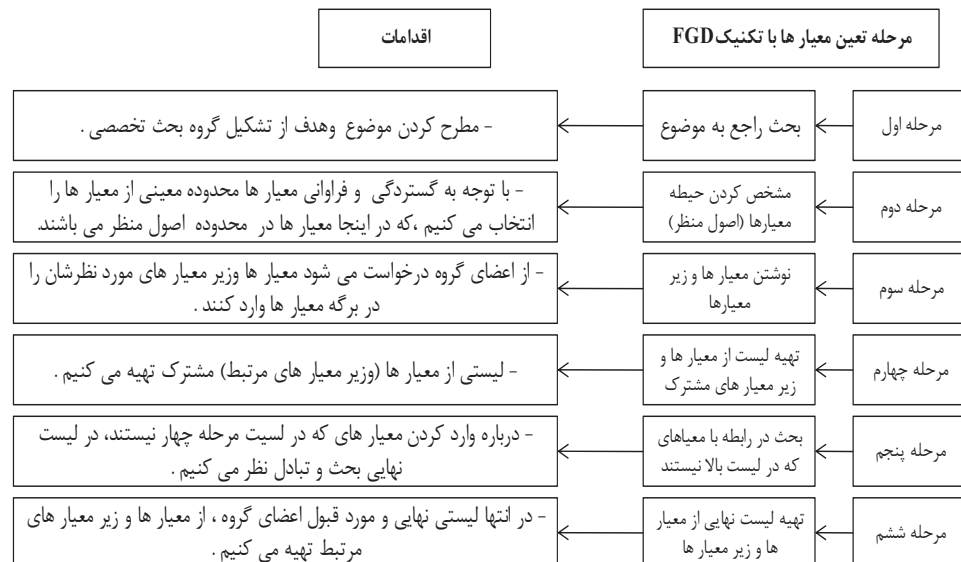 مرحله تعین معیار ها با تکنیک FGD
اقدامات
مرحله اول
بحث راجع به موضوع
- مطرح کردن موضوع وهدف از تشکیل گروه بحث تخصصی .
مرحله دوم
مشخص کردن حیطه
معیارها (اصول منظر)
- با توجه به گستردگی و فراوانی معیار ها محدوده معینی از معیار ها را
انتخاب می کنیم ،که در اینجا معیار ها در محدوده اصول منظر می باشند.
مرحله سوم
نوشتن معیار ها و زیر
معیارها
- از اعضای گروه درخواست می شود معیار ها وزیر معیار های مورد نظرشان را
در برگه معیار ها وارد کنند .
مرحله چهارم
تهیه لیست از معیار ها و
زیر معیار های مشترک
- لیستی از معیار ها (وزیر معیار های مرتبط) مشترک تهیه می کنیم .
مرحله پنجم
بحث در رابطه با معیاهای
که در لیست بالا نیستند
- درباره وارد کردن معیار های که در لسیت مرحله چهار نیستند، در لیست
نهایی بحث و تبادل نظر می کنیم .
مرحله ششم
تهیه لیست نهایی از معیار
ها و زیر معیار ها
- در انتها لیستی نهایی و مورد قبول اعضای گروه ، از معیار ها و زیر معیار های
مرتبط تهیه می کنیم .